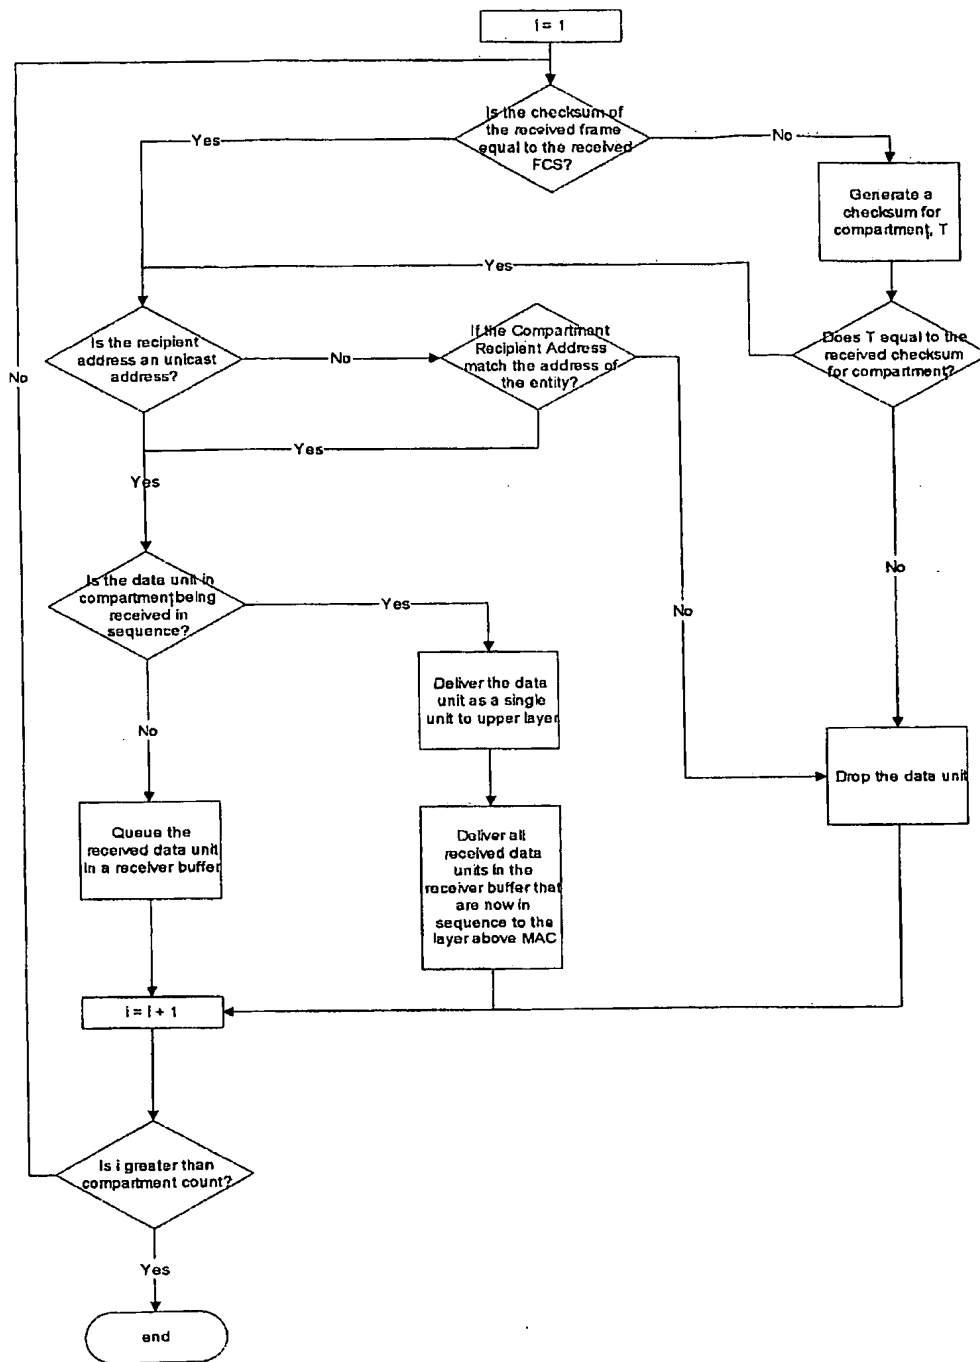 i = 1
Is the checksum of
the received frame
equal to the received
FCS?
Yes
No
Generate a
checksum for
compartmentᵢ, T
Yes
Is the recipient
address an unicast
address?
No
If the Compartment
Recipient Address
match the address of
the entity?
Does T equal to the
received checksum
for compartmentᵢ?
No
Yes
Yes
No
Is the data unit in
compartmentᵢ being
received in
sequence?
Yes
No
Deliver the data
unit as a single
unit to upper layer
No
Drop the data unit
Queue the
received data unit
in a receiver buffer
Deliver all
received data
units in the
receiver buffer that
are now in
sequence to the
layer above MAC
i = i + 1
Is i greater than
compartment count?
Yes
end